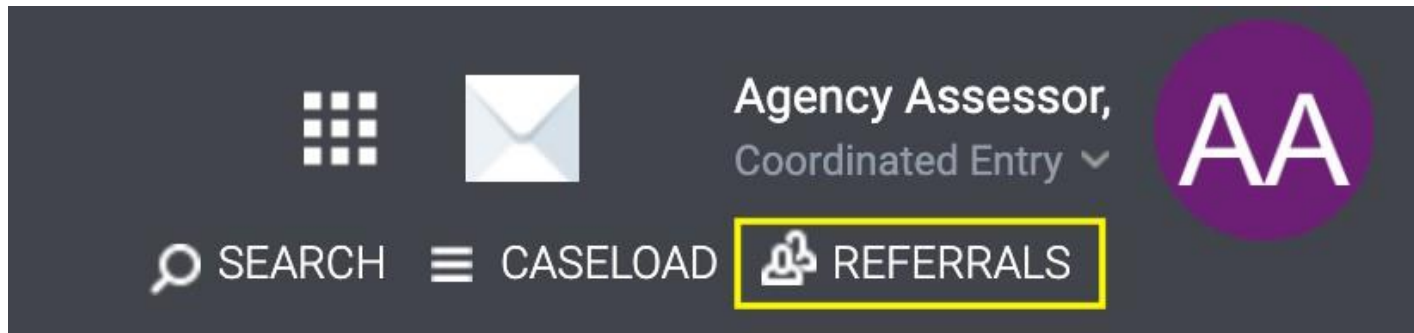 Agency Assessor,
Coordinated Entry
AA
SEARCH CASELOAD REFERRALS